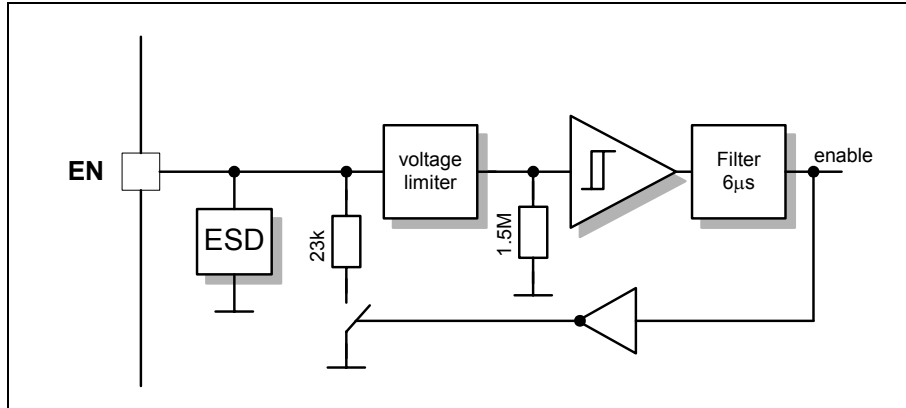 EN
ESD
23k
voltage
limiter
1.5M
Filter
6µs
enable